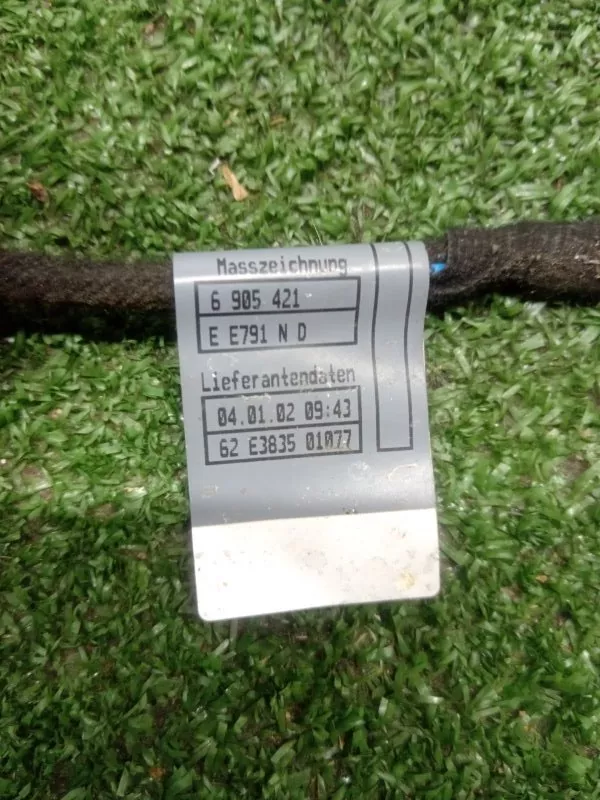 Masszeichnung
6 905 421
E E791 N D
Lieferantendaten
04.01.02 09:43
62 E3835 01077